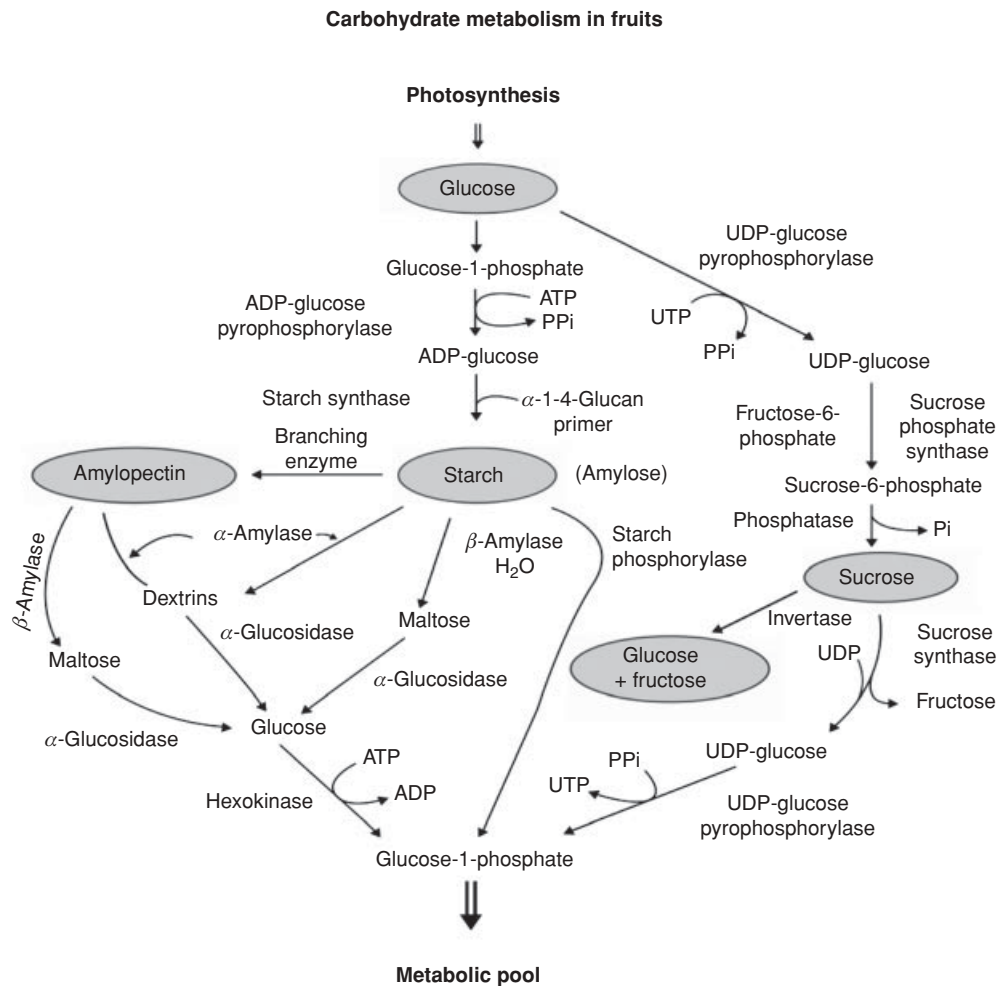 Carbohydrate metabolism in fruits
Photosynthesis
Glucose
Glucose-1-phosphate
UDP-glucose
pyrophosphorylase
ADP-glucose
pyrophosphorylase
ATP
PPi
UTP
PPi
ADP-glucose
UDP-glucose
Starch synthase
α-1-4-Glucan
primer
Fructose-6-
phosphate
Sucrose
phosphate
synthase
Branching
enzyme
Amylopectin
Starch
(Amylose)
Sucrose-6-phosphate
Phosphatase
Pi
α-Amylase
β-Amylase
H₂O
Starch
phosphorylase
β-Amylase
Dextrins
Sucrose
Maltose
Invertase
α-Glucosidase
Maltose
α-Glucosidase
Glucose
+ fructose
UDP
Sucrose
synthase
Fructose
α-Glucosidase
Glucose
ATP
ADP
Hexokinase
PPi
UTP
UDP-glucose
UDP-glucose
pyrophosphorylase
Glucose-1-phosphate
Metabolic pool